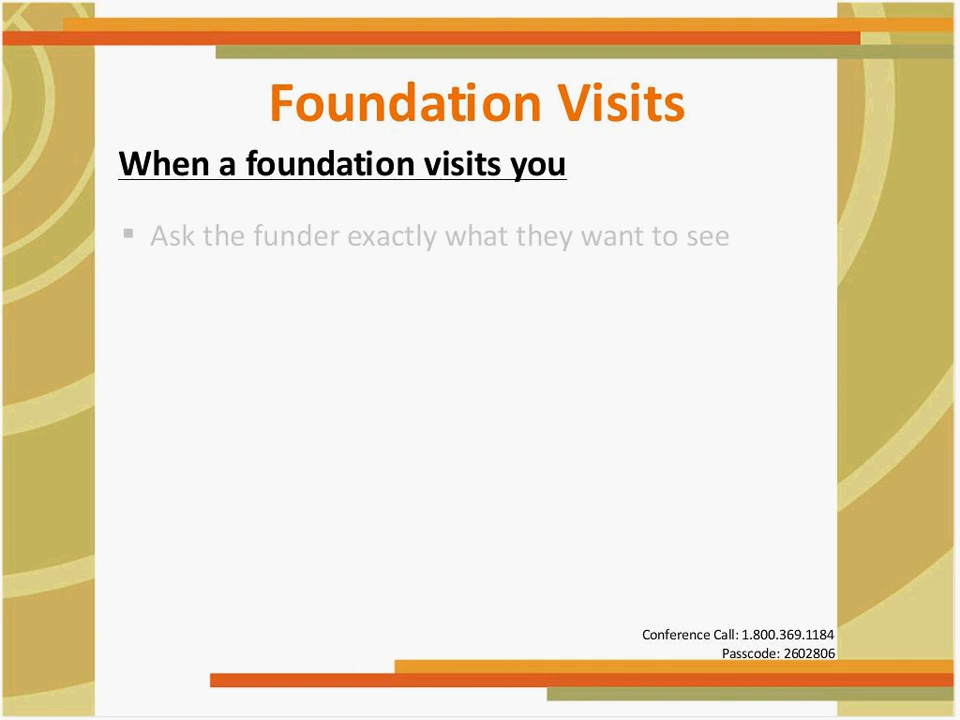 Foundation Visits
When a foundation visits you
▪ Ask the funder exactly what they want to see
Conference Call: 1.800.369.1184
Passcode: 2602806